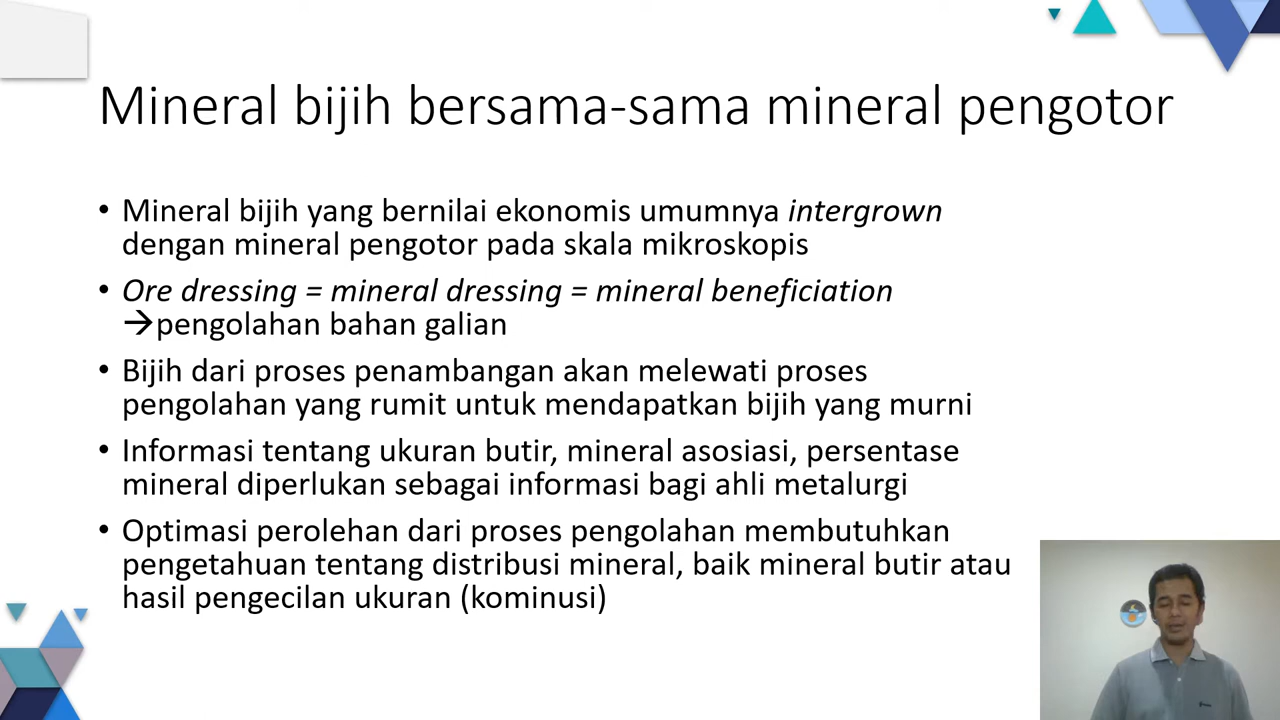 Mineral bijih bersama-sama mineral pengotor
• Mineral bijih yang bernilai ekonomis umumnya intergrown
dengan mineral pengotor pada skala mikroskopis
• Ore dressing = mineral dressing = mineral beneficiation
→pengolahan bahan galian
• Bijih dari proses penambangan akan melewati proses
pengolahan yang rumit untuk mendapatkan bijih yang murni
• Informasi tentang ukuran butir, mineral asosiasi, persentase
mineral diperlukan sebagai informasi bagi ahli metalurgi
• Optimasi perolehan dari proses pengolahan membutuhkan
pengetahuan tentang distribusi mineral, baik mineral butir atau
hasil pengecilan ukuran (kominusi)